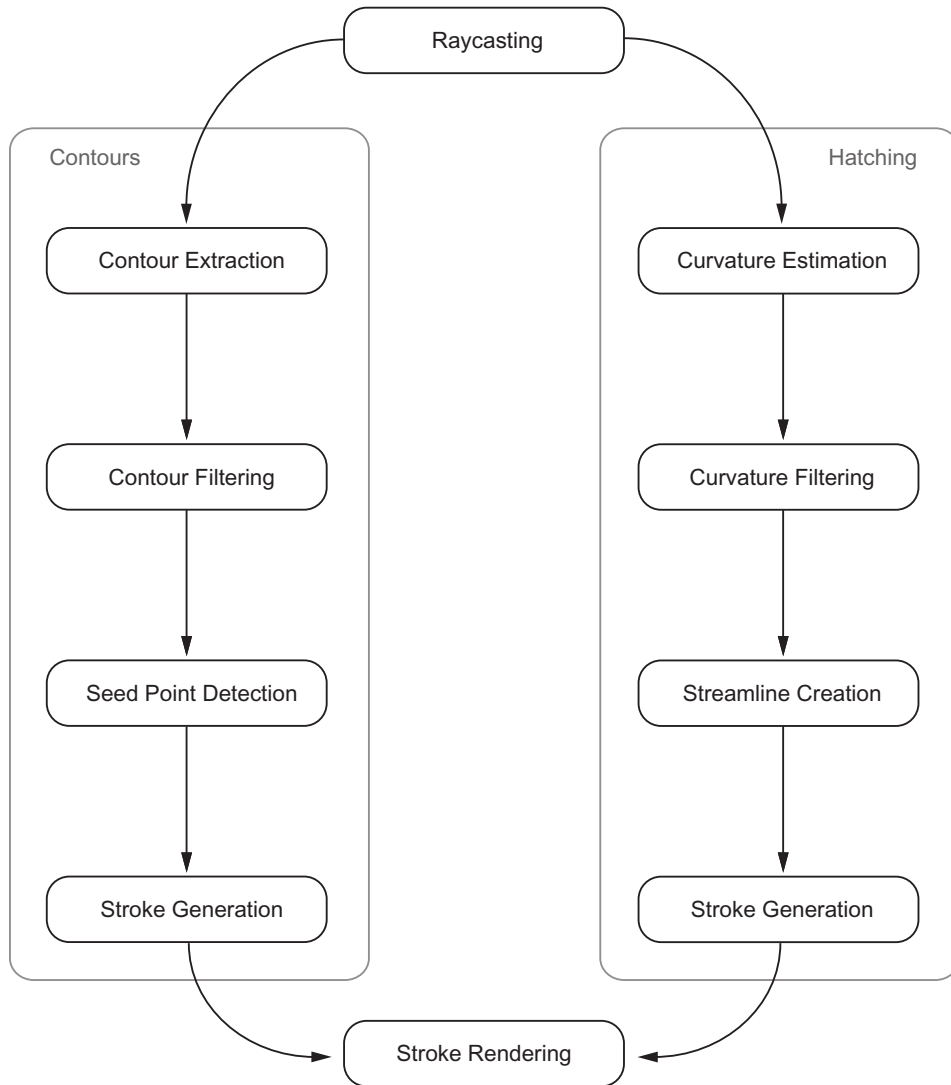 Raycasting
Contours
Contour Extraction
Contour Filtering
Seed Point Detection
Stroke Generation
Hatching
Curvature Estimation
Curvature Filtering
Streamline Creation
Stroke Generation
Stroke Rendering